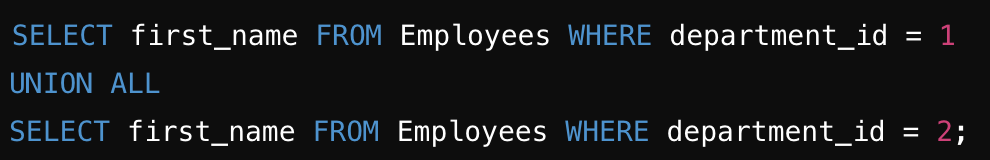 SELECT first_name FROM Employees WHERE department_id = 1
UNION ALL
SELECT first_name FROM Employees WHERE department_id = 2;